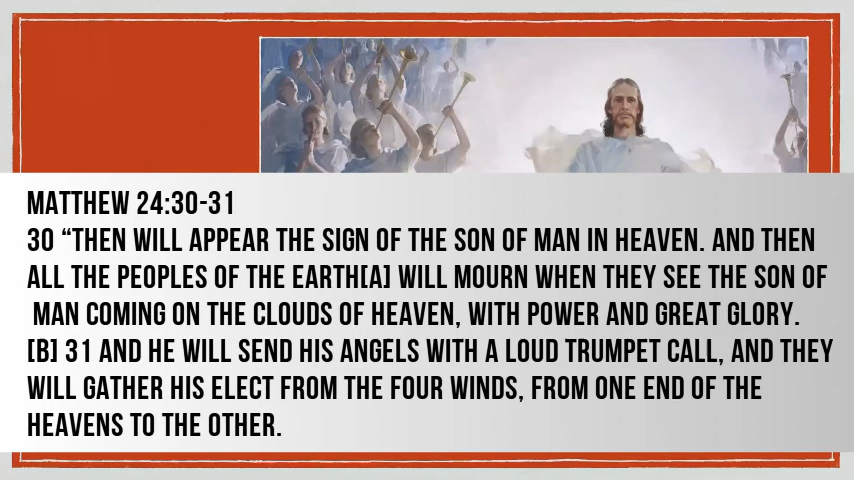 MATTHEW 24:30-31
30 “THEN WILL APPEAR THE SIGN OF THE SON OF MAN IN HEAVEN. AND THEN
ALL THE PEOPLES OF THE EARTH[A] WILL MOURN WHEN THEY SEE THE SON OF
MAN COMING ON THE CLOUDS OF HEAVEN, WITH POWER AND GREAT GLORY.
[B] 31 AND HE WILL SEND HIS ANGELS WITH A LOUD TRUMPET CALL, AND THEY
WILL GATHER HIS ELECT FROM THE FOUR WINDS, FROM ONE END OF THE
HEAVENS TO THE OTHER.